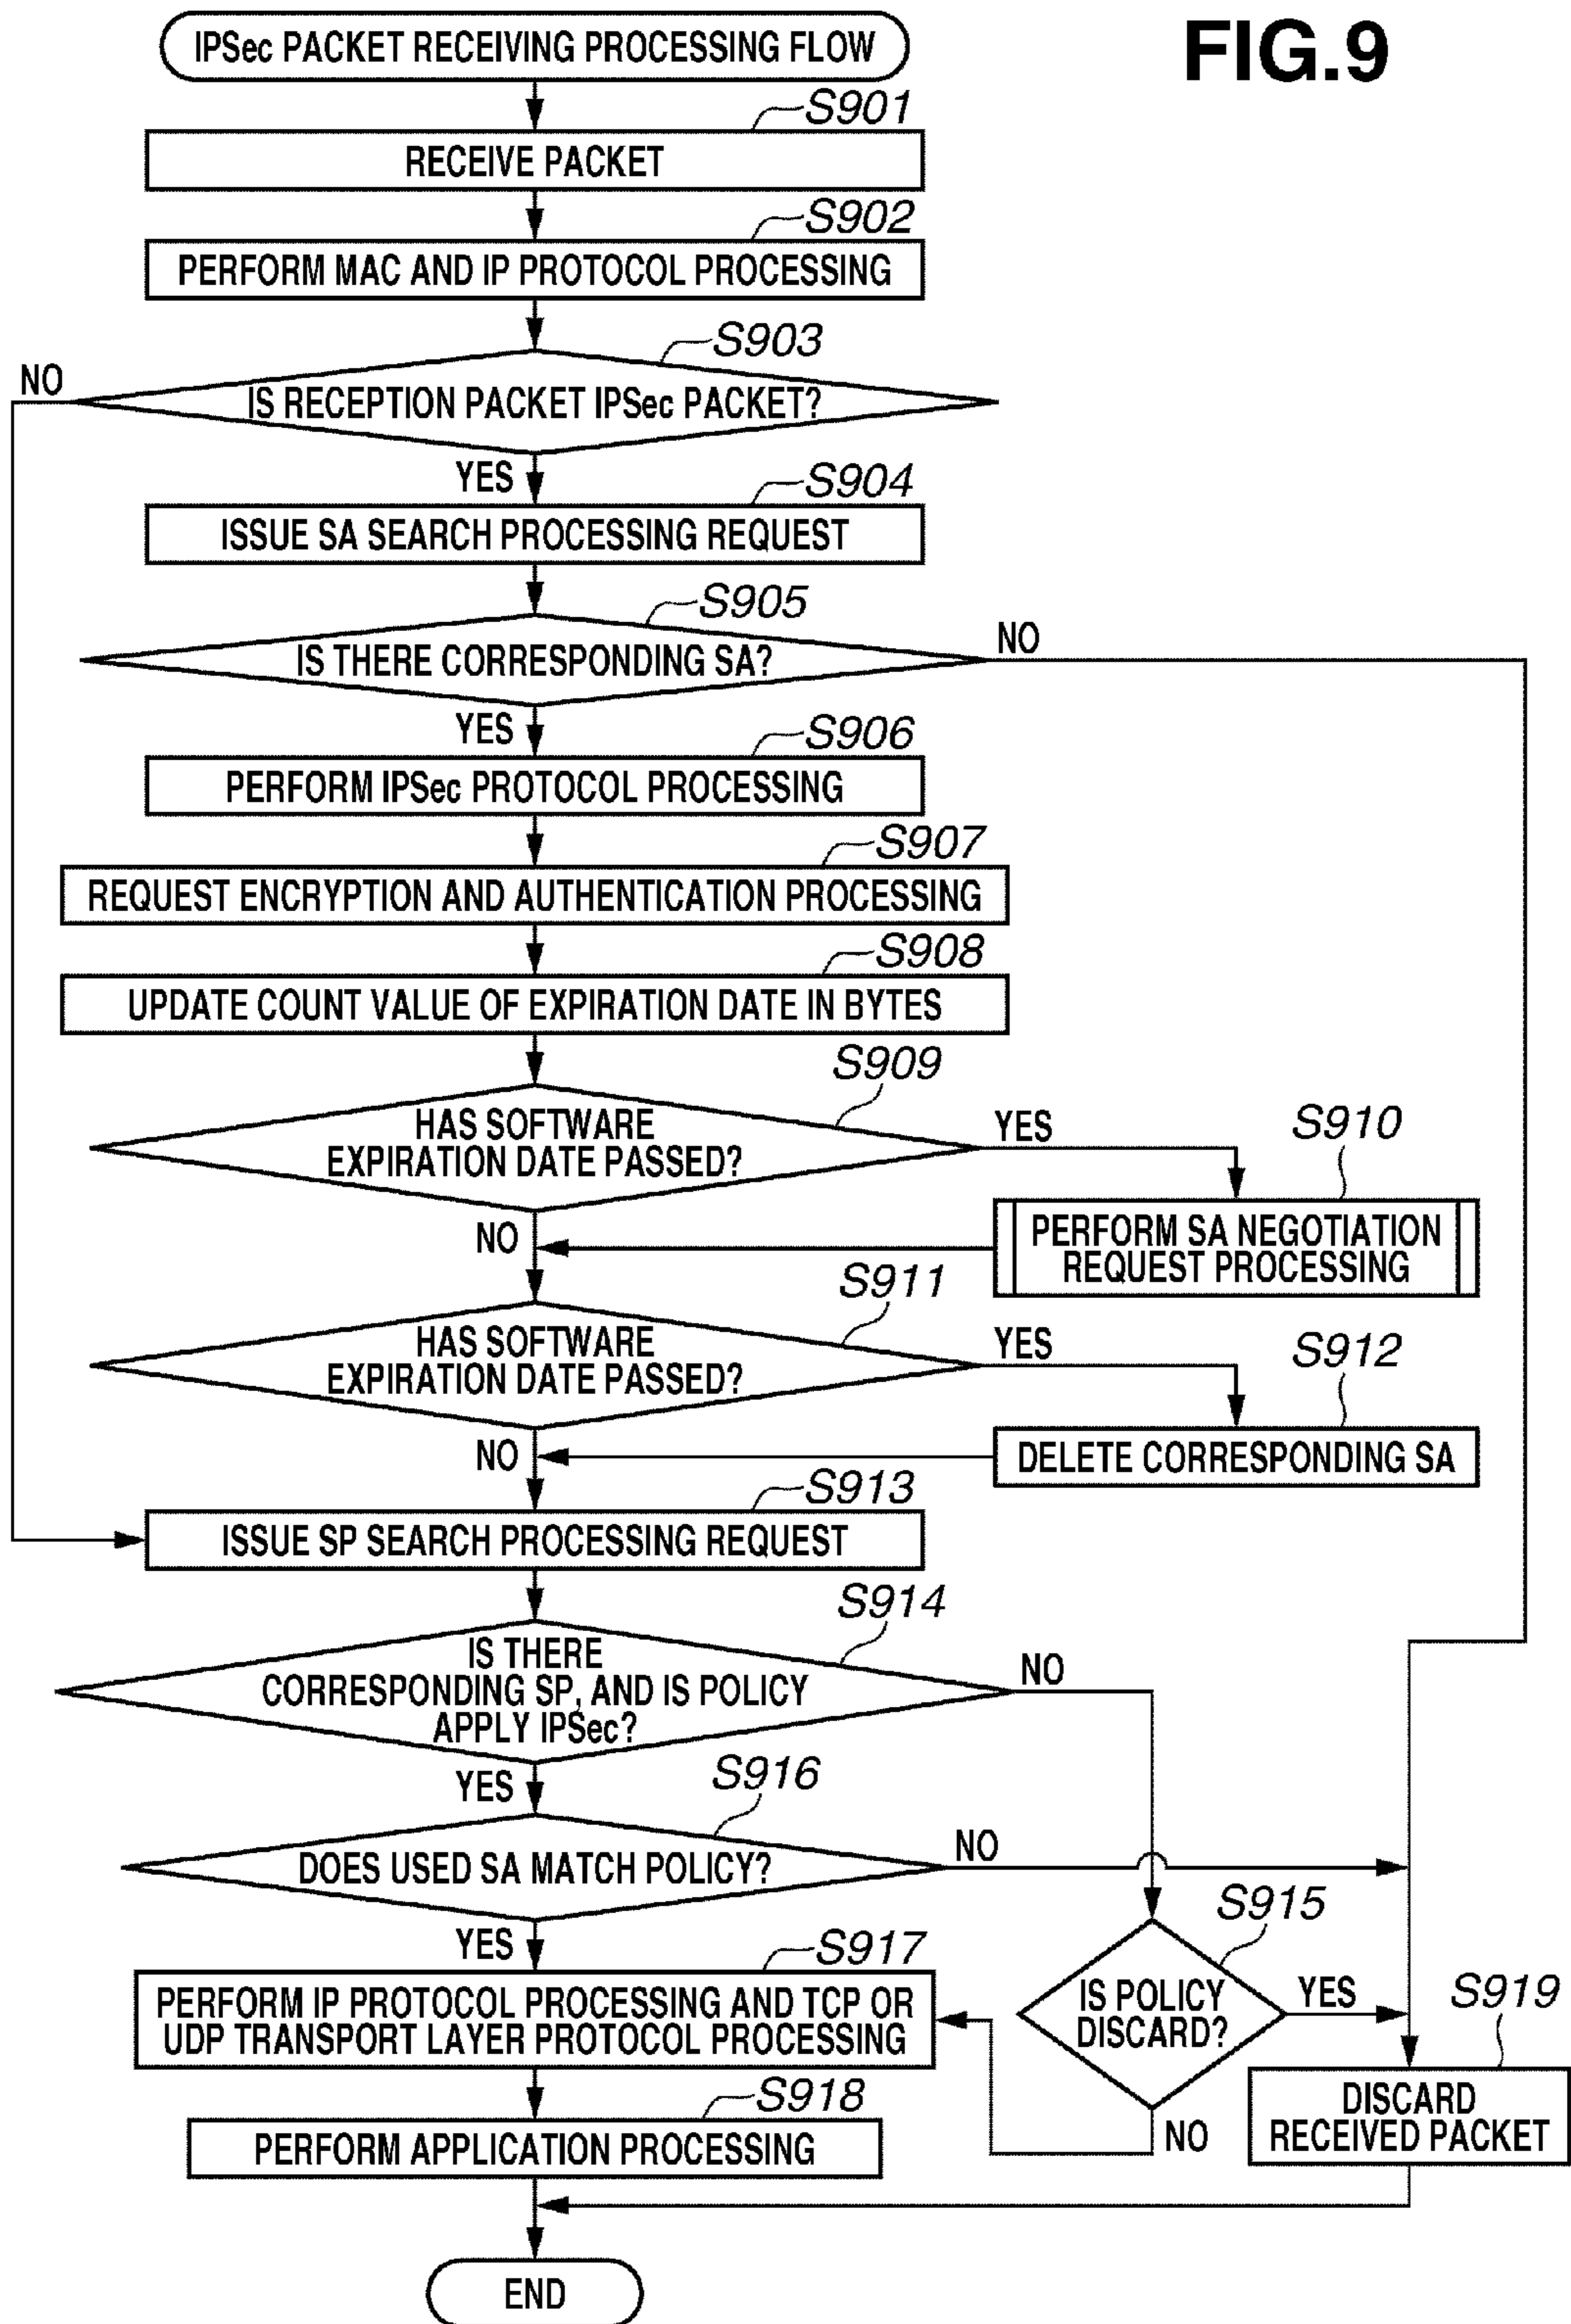 IPSec PACKET RECEIVING PROCESSING FLOW
FIG.9
S901
RECEIVE PACKET
S902
PERFORM MAC AND IP PROTOCOL PROCESSING
S903
NO
IS RECEPTION PACKET IPSec PACKET?
YES
S904
ISSUE SA SEARCH PROCESSING REQUEST
S905
NO
IS THERE CORRESPONDING SA?
YES
S906
PERFORM IPSec PROTOCOL PROCESSING
S907
REQUEST ENCRYPTION AND AUTHENTICATION PROCESSING
S908
UPDATE COUNT VALUE OF EXPIRATION DATE IN BYTES
S909
HAS SOFTWARE
EXPIRATION DATE PASSED?
YES
S910
NO
PERFORM SA NEGOTIATION
REQUEST PROCESSING
S911
HAS SOFTWARE
EXPIRATION DATE PASSED?
YES
S912
NO
DELETE CORRESPONDING SA
S913
ISSUE SP SEARCH PROCESSING REQUEST
S914
IS THERE
CORRESPONDING SP, AND IS POLICY
APPLY IPSec?
NO
YES
S916
DOES USED SA MATCH POLICY?
NO
S915
YES
S917
PERFORM IP PROTOCOL PROCESSING AND TCP OR
UDP TRANSPORT LAYER PROTOCOL PROCESSING
IS POLICY
DISCARD?
YES
S919
S918
PERFORM APPLICATION PROCESSING
NO
DISCARD
RECEIVED PACKET
END